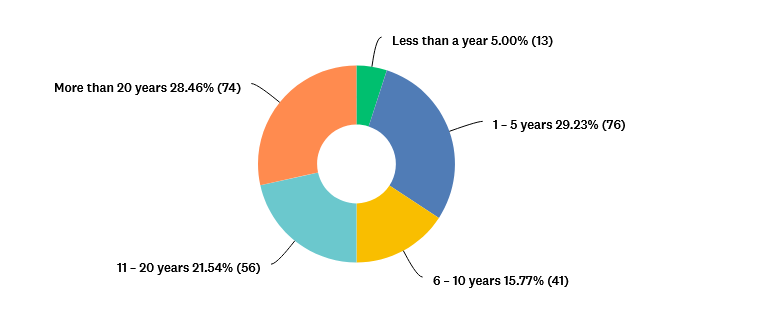 Less than a year 5.00% (13)
More than 20 years 28.46% (74)
1 – 5 years 29.23% (76)
11 – 20 years 21.54% (56)
6 – 10 years 15.77% (41)